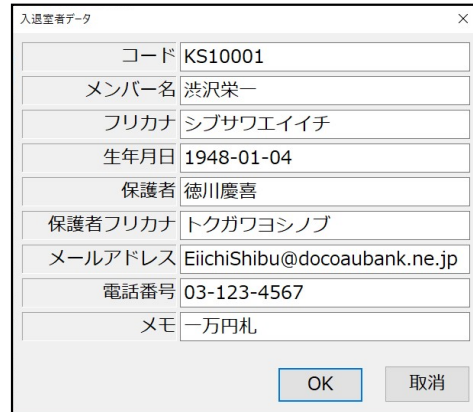 入退室者データ
コード KS10001
メンバー名 渋沢栄一
フリカナ シブサワエイイチ
生年月日 1948-01-04
保護者 徳川慶喜
保護者フリカナ トクガワヨシノブ
メールアドレス EiichiShibu@docoaubank.ne.jp
電話番号 03-123-4567
メモ 一万円札
OK 取消